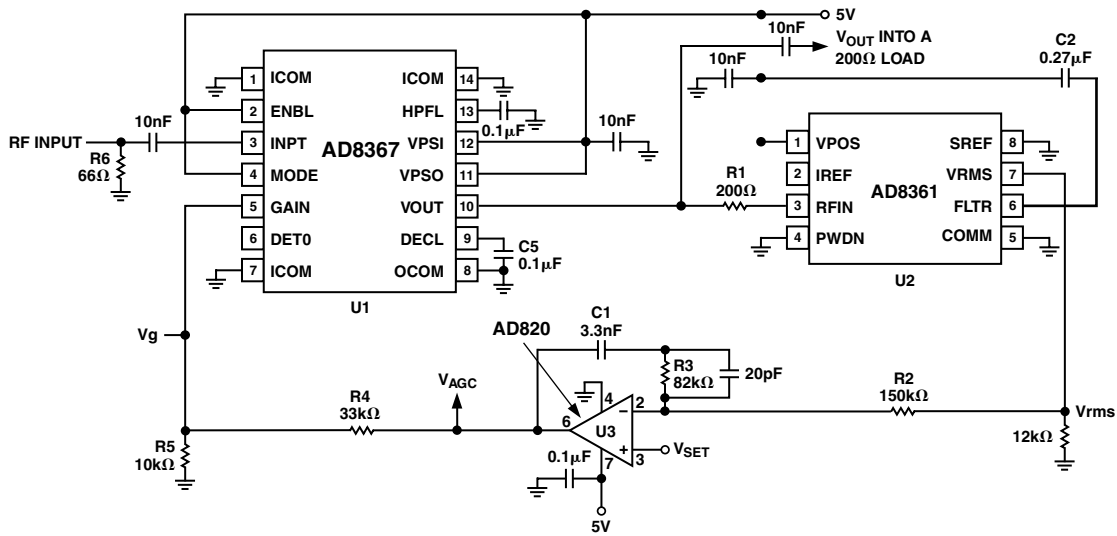 5V
10nF
V_OUT INTO A
200Ω LOAD
C2
0.27μF
10nF
1 ICOM
ICOM 14
2 ENBL
HPFL 13
0.1μF
10nF
RF INPUT
10nF
3 INPT
AD8367
VPSI 12
R6
66Ω
4 MODE
VPSO 11
5 GAIN
VOUT 10
6 DET0
DECL 9
C5
0.1μF
7 ICOM
OCOM 8
U1
R1
200Ω
1 VPOS
SREF 8
2 IREF
VRMS 7
AD8361
3 RFIN
FLTR 6
4 PWDN
COMM 5
U2
Vg
AD820
C1
3.3nF
R3
82kΩ
20pF
V_AGC
R4
33kΩ
R2
150kΩ
Vrms
12kΩ
R5
10kΩ
4
2
6
U3
−
+
3
V_SET
7
0.1μF
5V